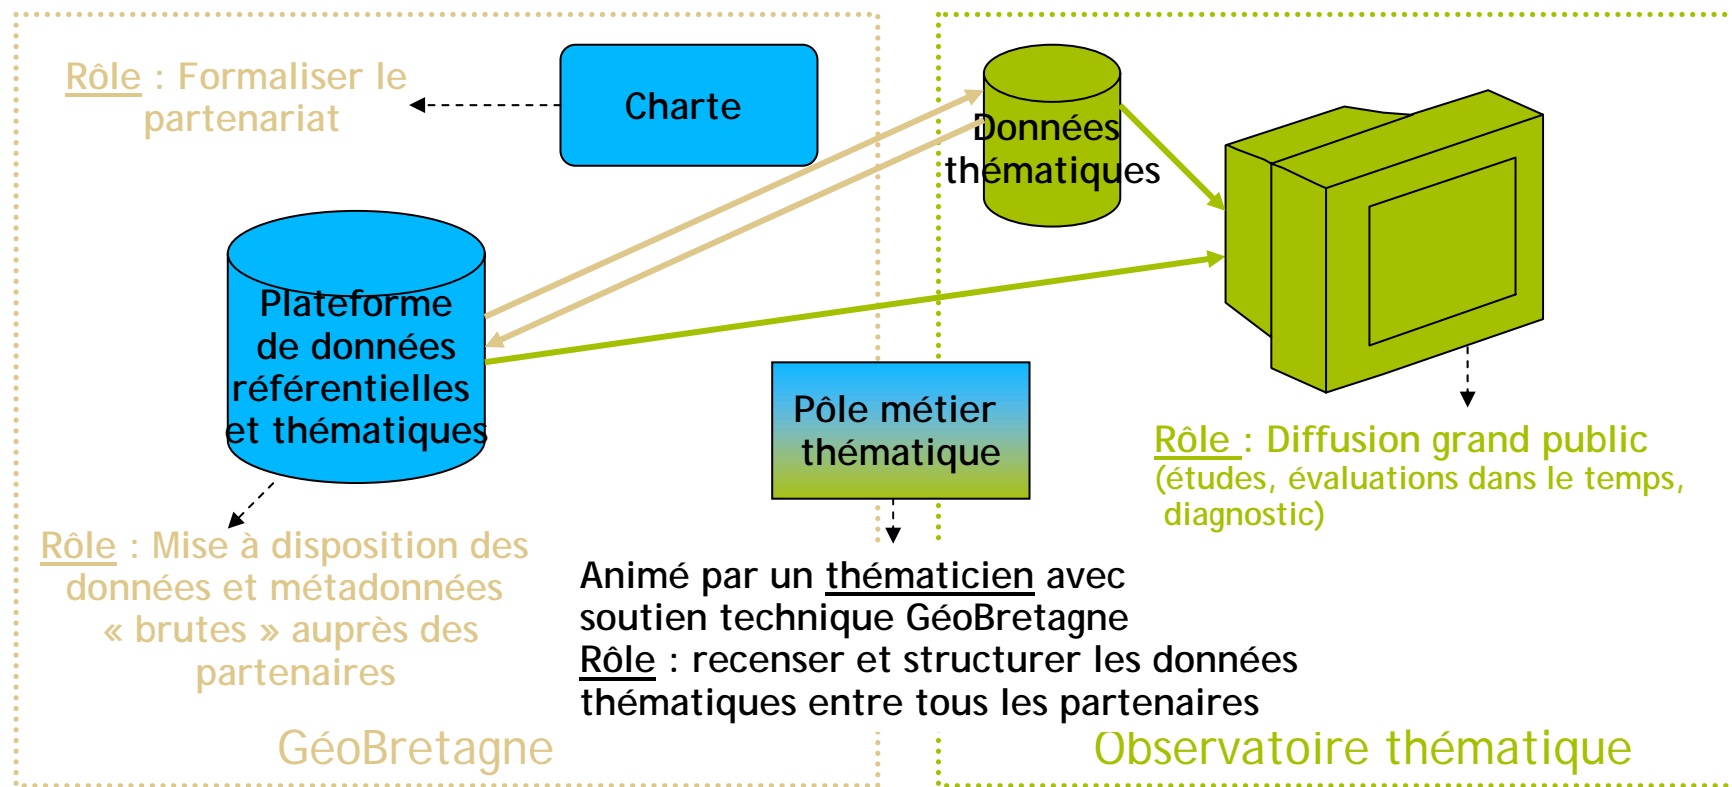 Rôle : Formaliser le
partenariat
Charte
Données
thématiques
Plateforme
de données
référentielles
et thématiques
Pôle métier
thématique
Rôle : Diffusion grand public
(études, évaluations dans le temps,
diagnostic)
Rôle : Mise à disposition des
données et métadonnées
« brutes » auprès des
partenaires
Animé par un thématicien avec
soutien technique GéoBretagne
Rôle : recenser et structurer les données
thématiques entre tous les partenaires
GéoBretagne
Observatoire thématique